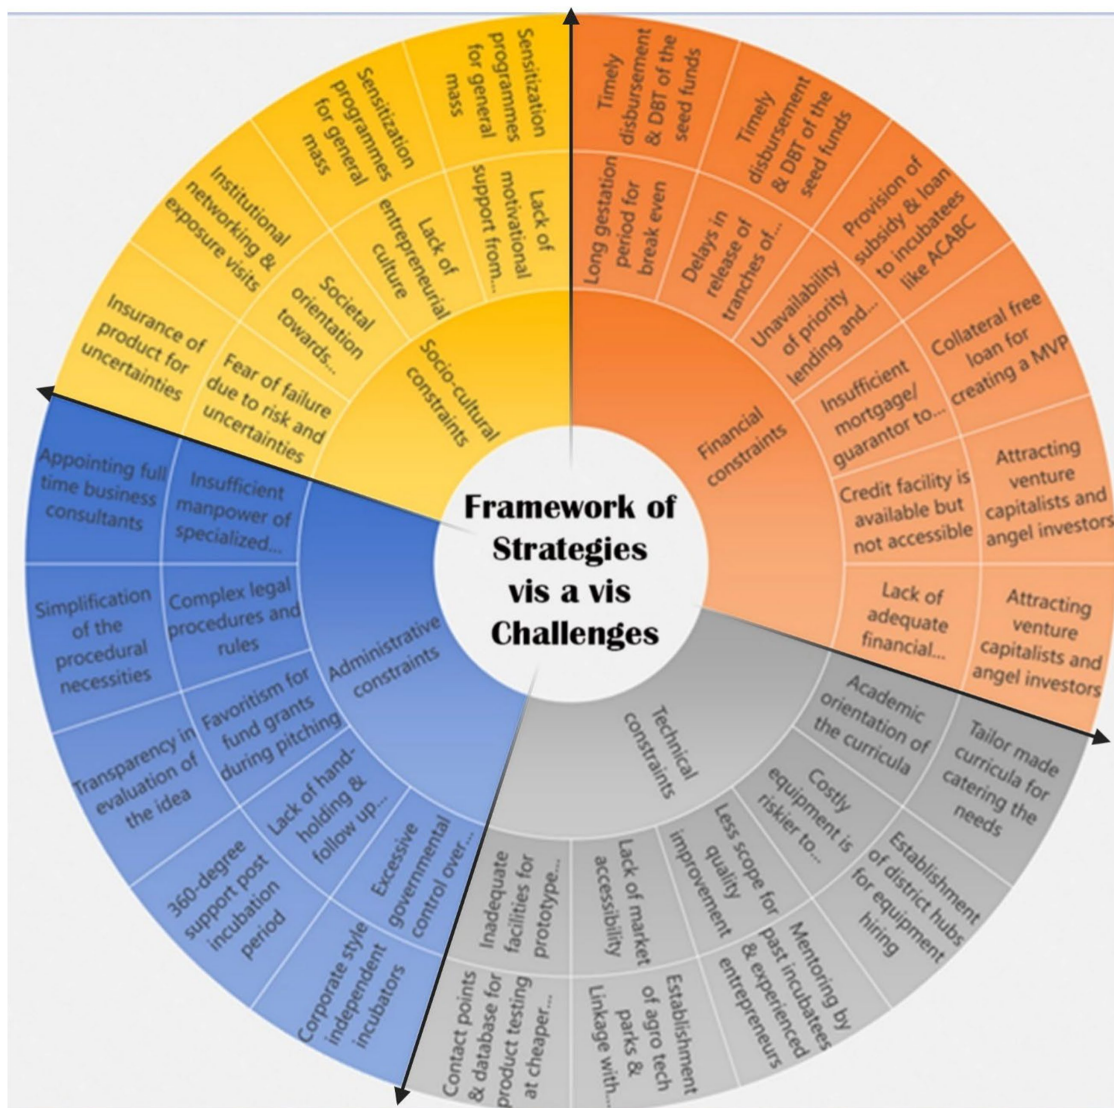 Framework of
Strategies
vis a vis
Challenges
Financial
constraints
Long gestation
period for
break even
Timely
disbursement
& DBT of the
seed funds
Delays in
release of
tranches of...
Timely
disbursement
& DBT of the
seed funds
Unavailability
of priority
lending and...
Provision of
subsidy & loan
to incubatees
like ACABC
Insufficient
mortgage/
guarantor to...
Collateral free
loan for
creating a MVP
Credit facility is
available but
not accessible
Attracting
venture
capitalists and
angel investors
Lack of
adequate
financial...
Attracting
venture
capitalists and
angel investors
Technical
constraints
Academic
orientation of
the curricula
Tailor made
curricula for
catering the
needs
Costly
equipment is
riskier to...
Establishment
of district hubs
for equipment
hiring
Less scope for
quality
improvement
Mentoring by
past incubatees
& experienced
entrepreneurs
Lack of market
accessibility
Establishment
of agro tech
parks &
Linkage with...
Inadequate
facilities for
prototype...
Contact points
& database for
product testing
at cheaper...
Administrative
constraints
Excessive
governmental
control over...
Corporate style
independent
incubators
Lack of hand-
holding &
follow up...
360-degree
support post
incubation
period
Favoritism for
fund grants
during pitching
Transparency in
evaluation of
the idea
Complex legal
procedures and
rules
Simplification
of the
procedural
necessities
Insufficient
manpower of
specialized...
Appointing full
time business
consultants
Socio-cultural
constraints
Fear of failure
due to risk and
uncertainties
Insurance of
product for
uncertainties
Societal
orientation
towards...
Institutional
networking &
exposure visits
Lack of
entrepreneurial
culture
Sensitization
programmes
for general
mass
Lack of
motivational
support from...
Sensitization
programmes
for general
mass